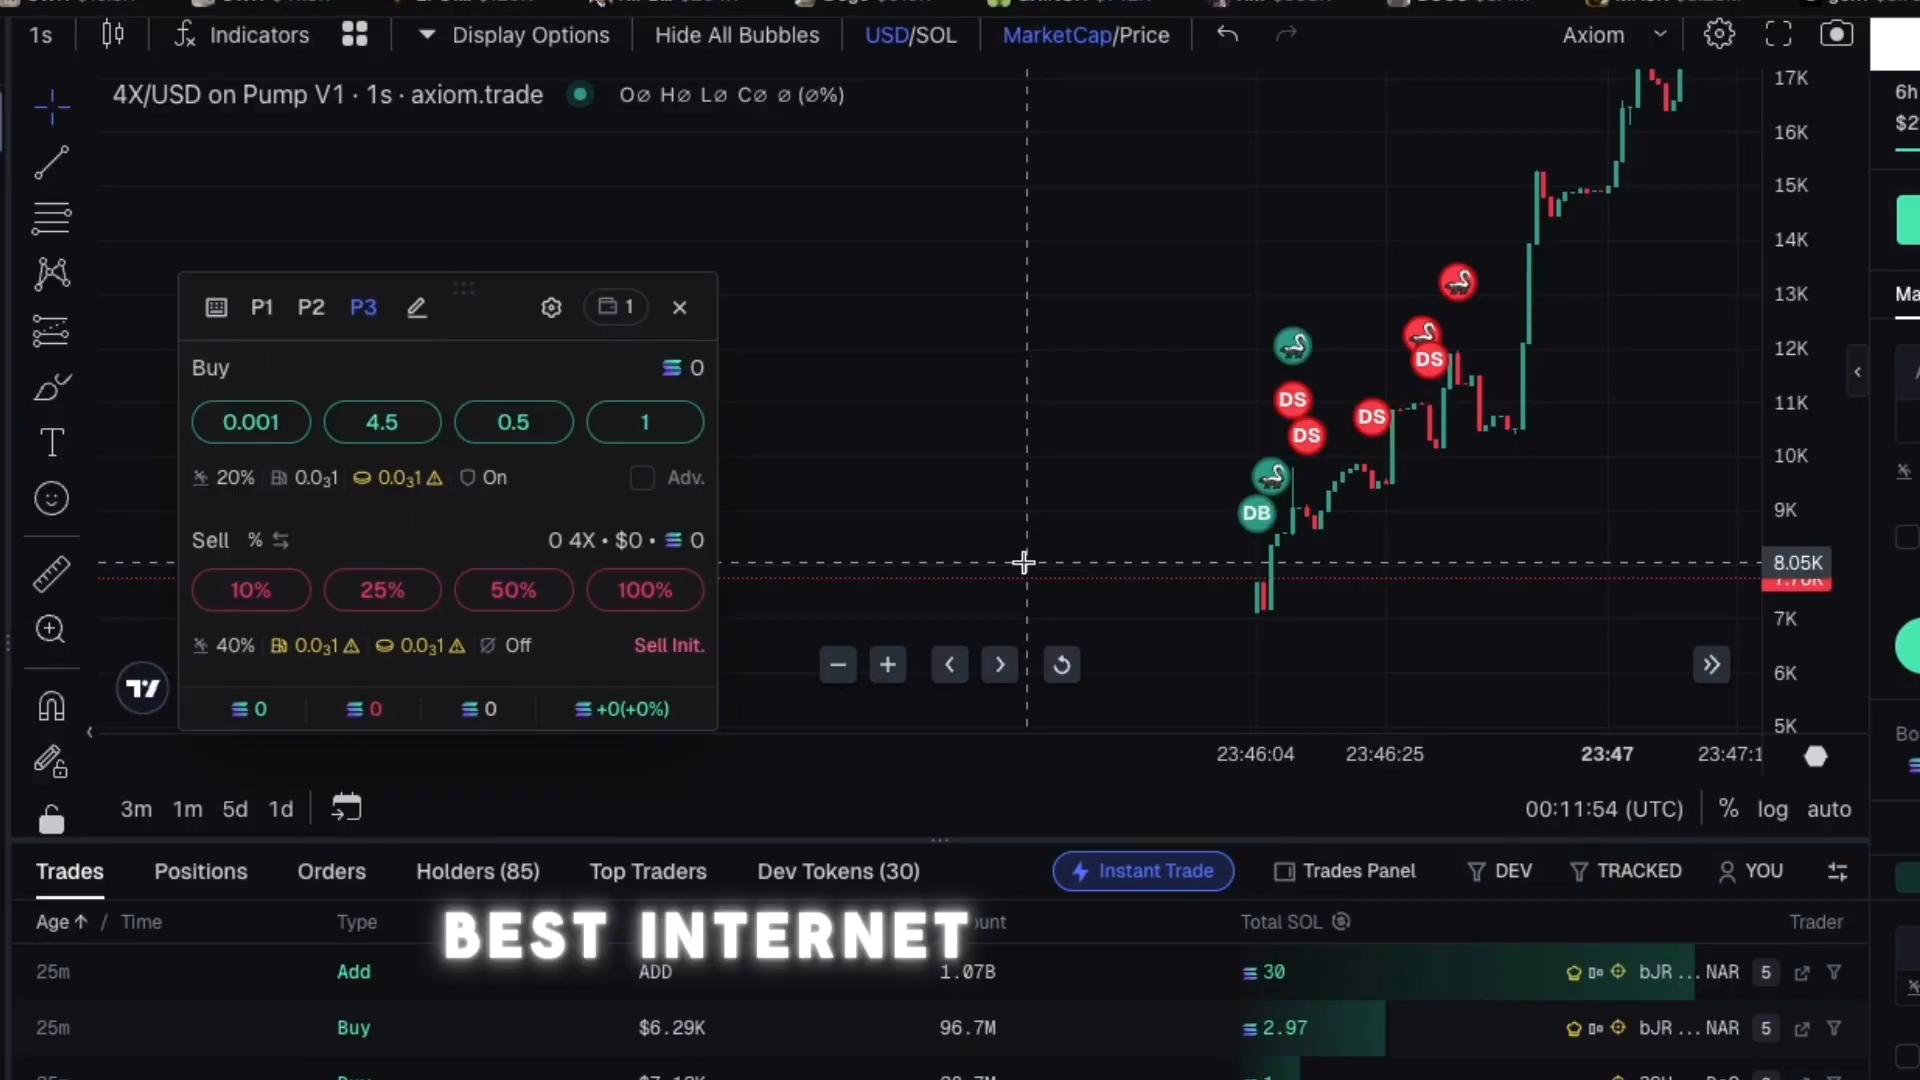 1s Indicators Display Options Hide All Bubbles USD/SOL MarketCap/Price Axiom
4X/USD on Pump V1 · 1s · axiom.trade O∅ H∅ L∅ C∅ ∅ (∅%)
17K
16K
15K
14K
13K
12K
11K
10K
9K
8.05K
7K
6K
5K
6h
P1 P2 P3 1
Buy 0
0.001 4.5 0.5 1
20% 0.0₃1 0.0₃1 On Adv.
Sell % 0 4X • $0 • 0
10% 25% 50% 100%
40% 0.0₃1 0.0₃1 Off Sell Init.
0 0 0 +0(+0%)
DS
DS
DS
DS
DB
23:46:04 23:46:25 23:47 23:47:1
3m 1m 5d 1d 00:11:54 (UTC) % log auto
Trades Positions Orders Holders (85) Top Traders Dev Tokens (30) Instant Trade Trades Panel DEV TRACKED YOU
Age ↑ / Time Type Total SOL Trader
BEST INTERNET
25m Add ADD 1.07B 30 bJR...NAR 5
25m Buy $6.29K 96.7M 2.97 bJR...NAR 5